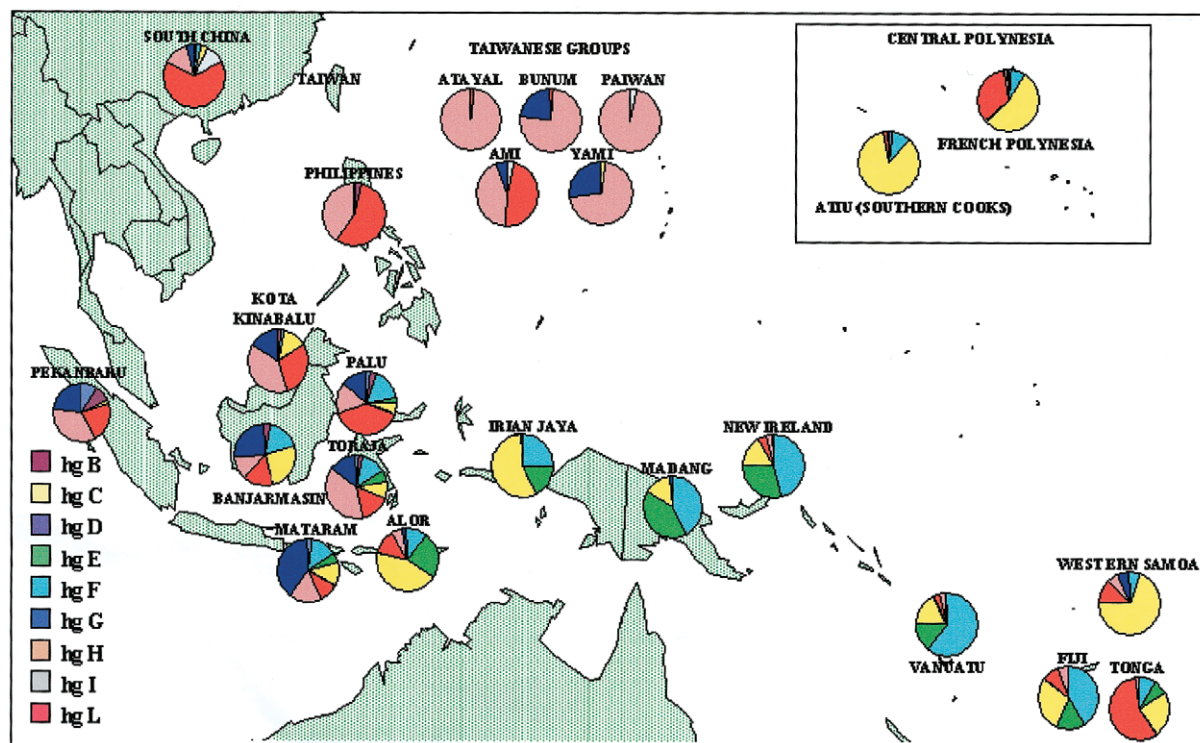 SOUTH CHINA
TAIWAN
TAIWANESE GROUPS
ATAYAL
BUNUM
PAIWAN
AMI
YAMI
CENTRAL POLYNESIA
FRENCH POLYNESIA
ATIU (SOUTHERN COOKS)
PHILIPPINES
KOTA
KINABALU
PEKANBARU
PALU
BANJARMASIN
TORAJA
MATARAM
ALOR
IRIAN JAYA
MADANG
NEW IRELAND
VANUATU
WESTERN SAMOA
FIJI
TONGA
hg B
hg C
hg D
hg E
hg F
hg G
hg H
hg I
hg L